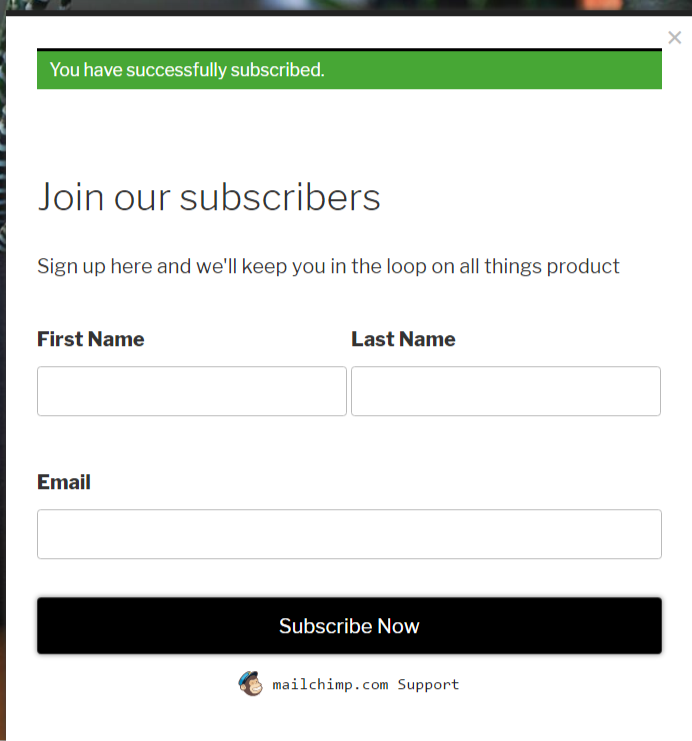 ×
You have successfully subscribed.
Join our subscribers
Sign up here and we'll keep you in the loop on all things product
First Name Last Name
Email
Subscribe Now
mailchimp.com Support